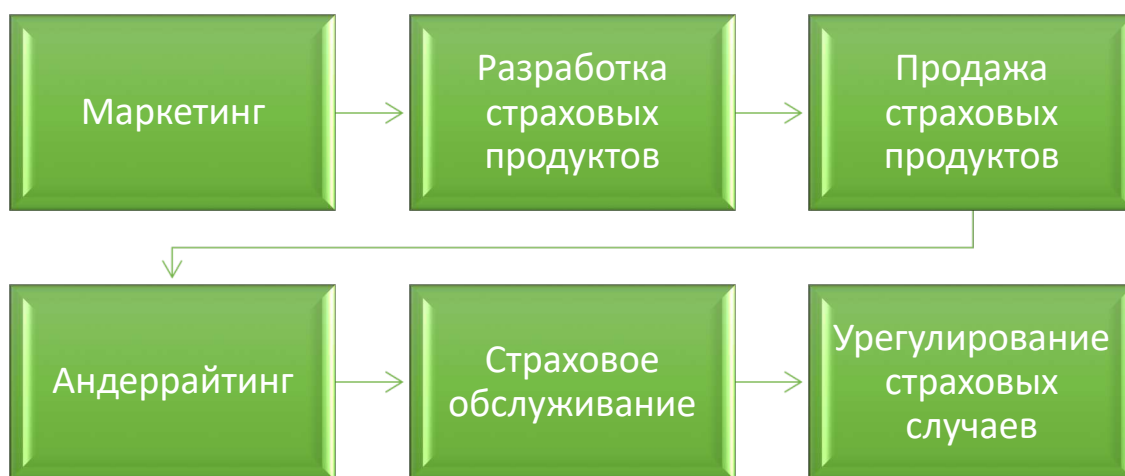 Маркетинг
Разработка
страховых
продуктов
Продажа
страховых
продуктов
Андеррайтинг
Страховое
обслуживание
Урегулирование
страховых
случаев